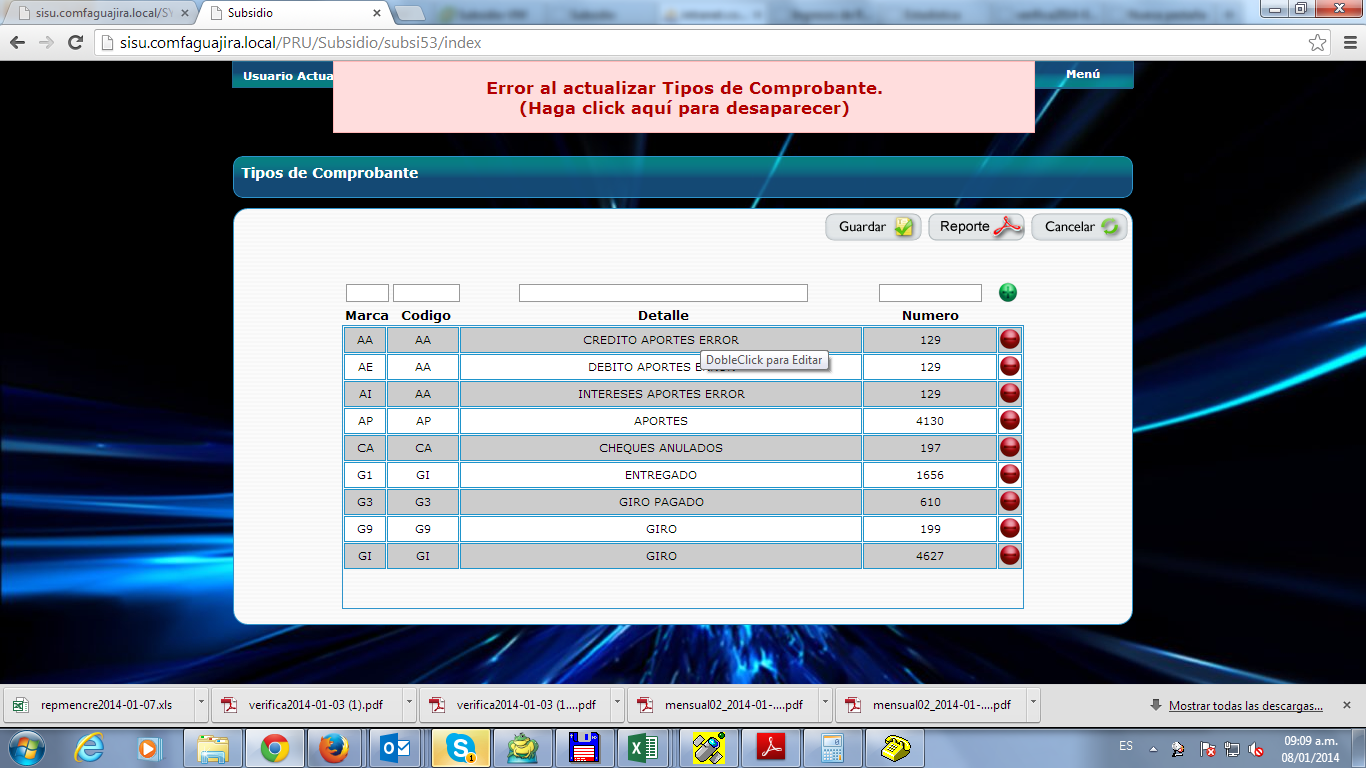 sisu.comfaguajira.local/SY
Subsidio
sisu.comfaguajira.local/PRU/Subsidio/subsi53/index
Usuario Actua
Error al actualizar Tipos de Comprobante.
(Haga click aquí para desaparecer)
Menú
Tipos de Comprobante
Guardar
Reporte
Cancelar
Marca Codigo Detalle Numero
AA AA CREDITO APORTES ERROR 129
DobleClick para Editar
AE AA DEBITO APORTES 129
AI AA INTERESES APORTES ERROR 129
AP AP APORTES 4130
CA CA CHEQUES ANULADOS 197
G1 GI ENTREGADO 1656
G3 G3 GIRO PAGADO 610
G9 G9 GIRO 199
GI GI GIRO 4627
repmencre2014-01-07.xls
verifica2014-01-03 (1).pdf
verifica2014-01-03 (1....pdf
mensual02_2014-01-....pdf
mensual02_2014-01-....pdf
Mostrar todas las descargas...
ES
09:09 a.m.
08/01/2014